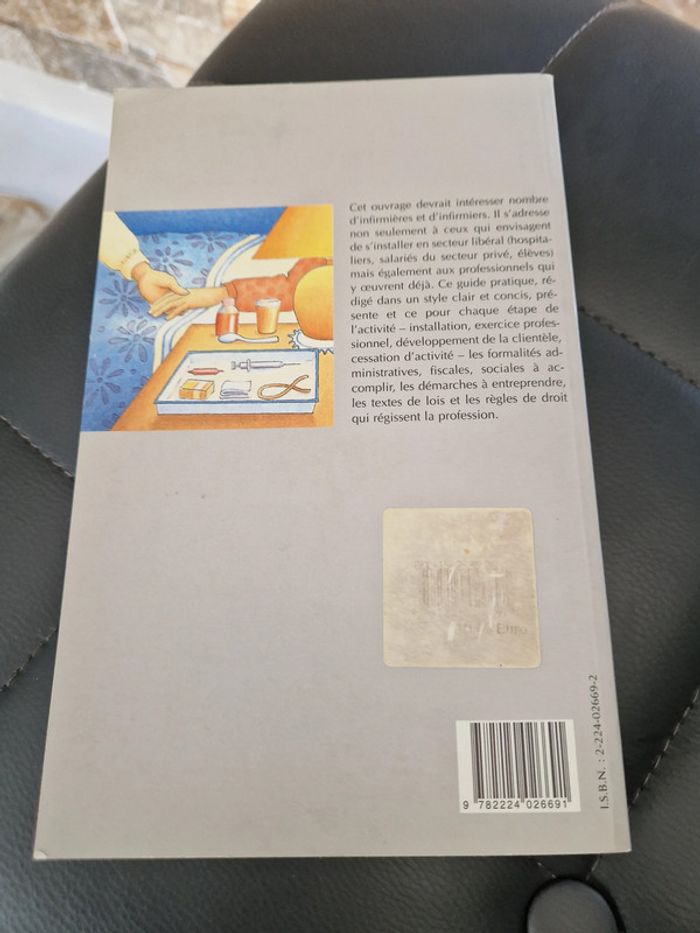 Cet ouvrage devrait intéresser nombre
d'infirmières et d'infirmiers. Il s'adresse
non seulement à ceux qui envisagent
de s'installer en secteur libéral (hospita-
liers, salariés du secteur privé, élèves)
mais également aux professionnels qui
y œuvrent déjà. Ce guide pratique, ré-
digé dans un style clair et concis, pré-
sente et ce pour chaque étape de
l'activité – installation, exercice profes-
sionnel, développement de la clientèle,
cessation d'activité – les formalités ad-
ministratives, fiscales, sociales à ac-
complir, les démarches à entreprendre,
les textes de lois et les règles de droit
qui régissent la profession.
Euro
I.S.B.N. : 2-224-02669-2
9 782224 026691